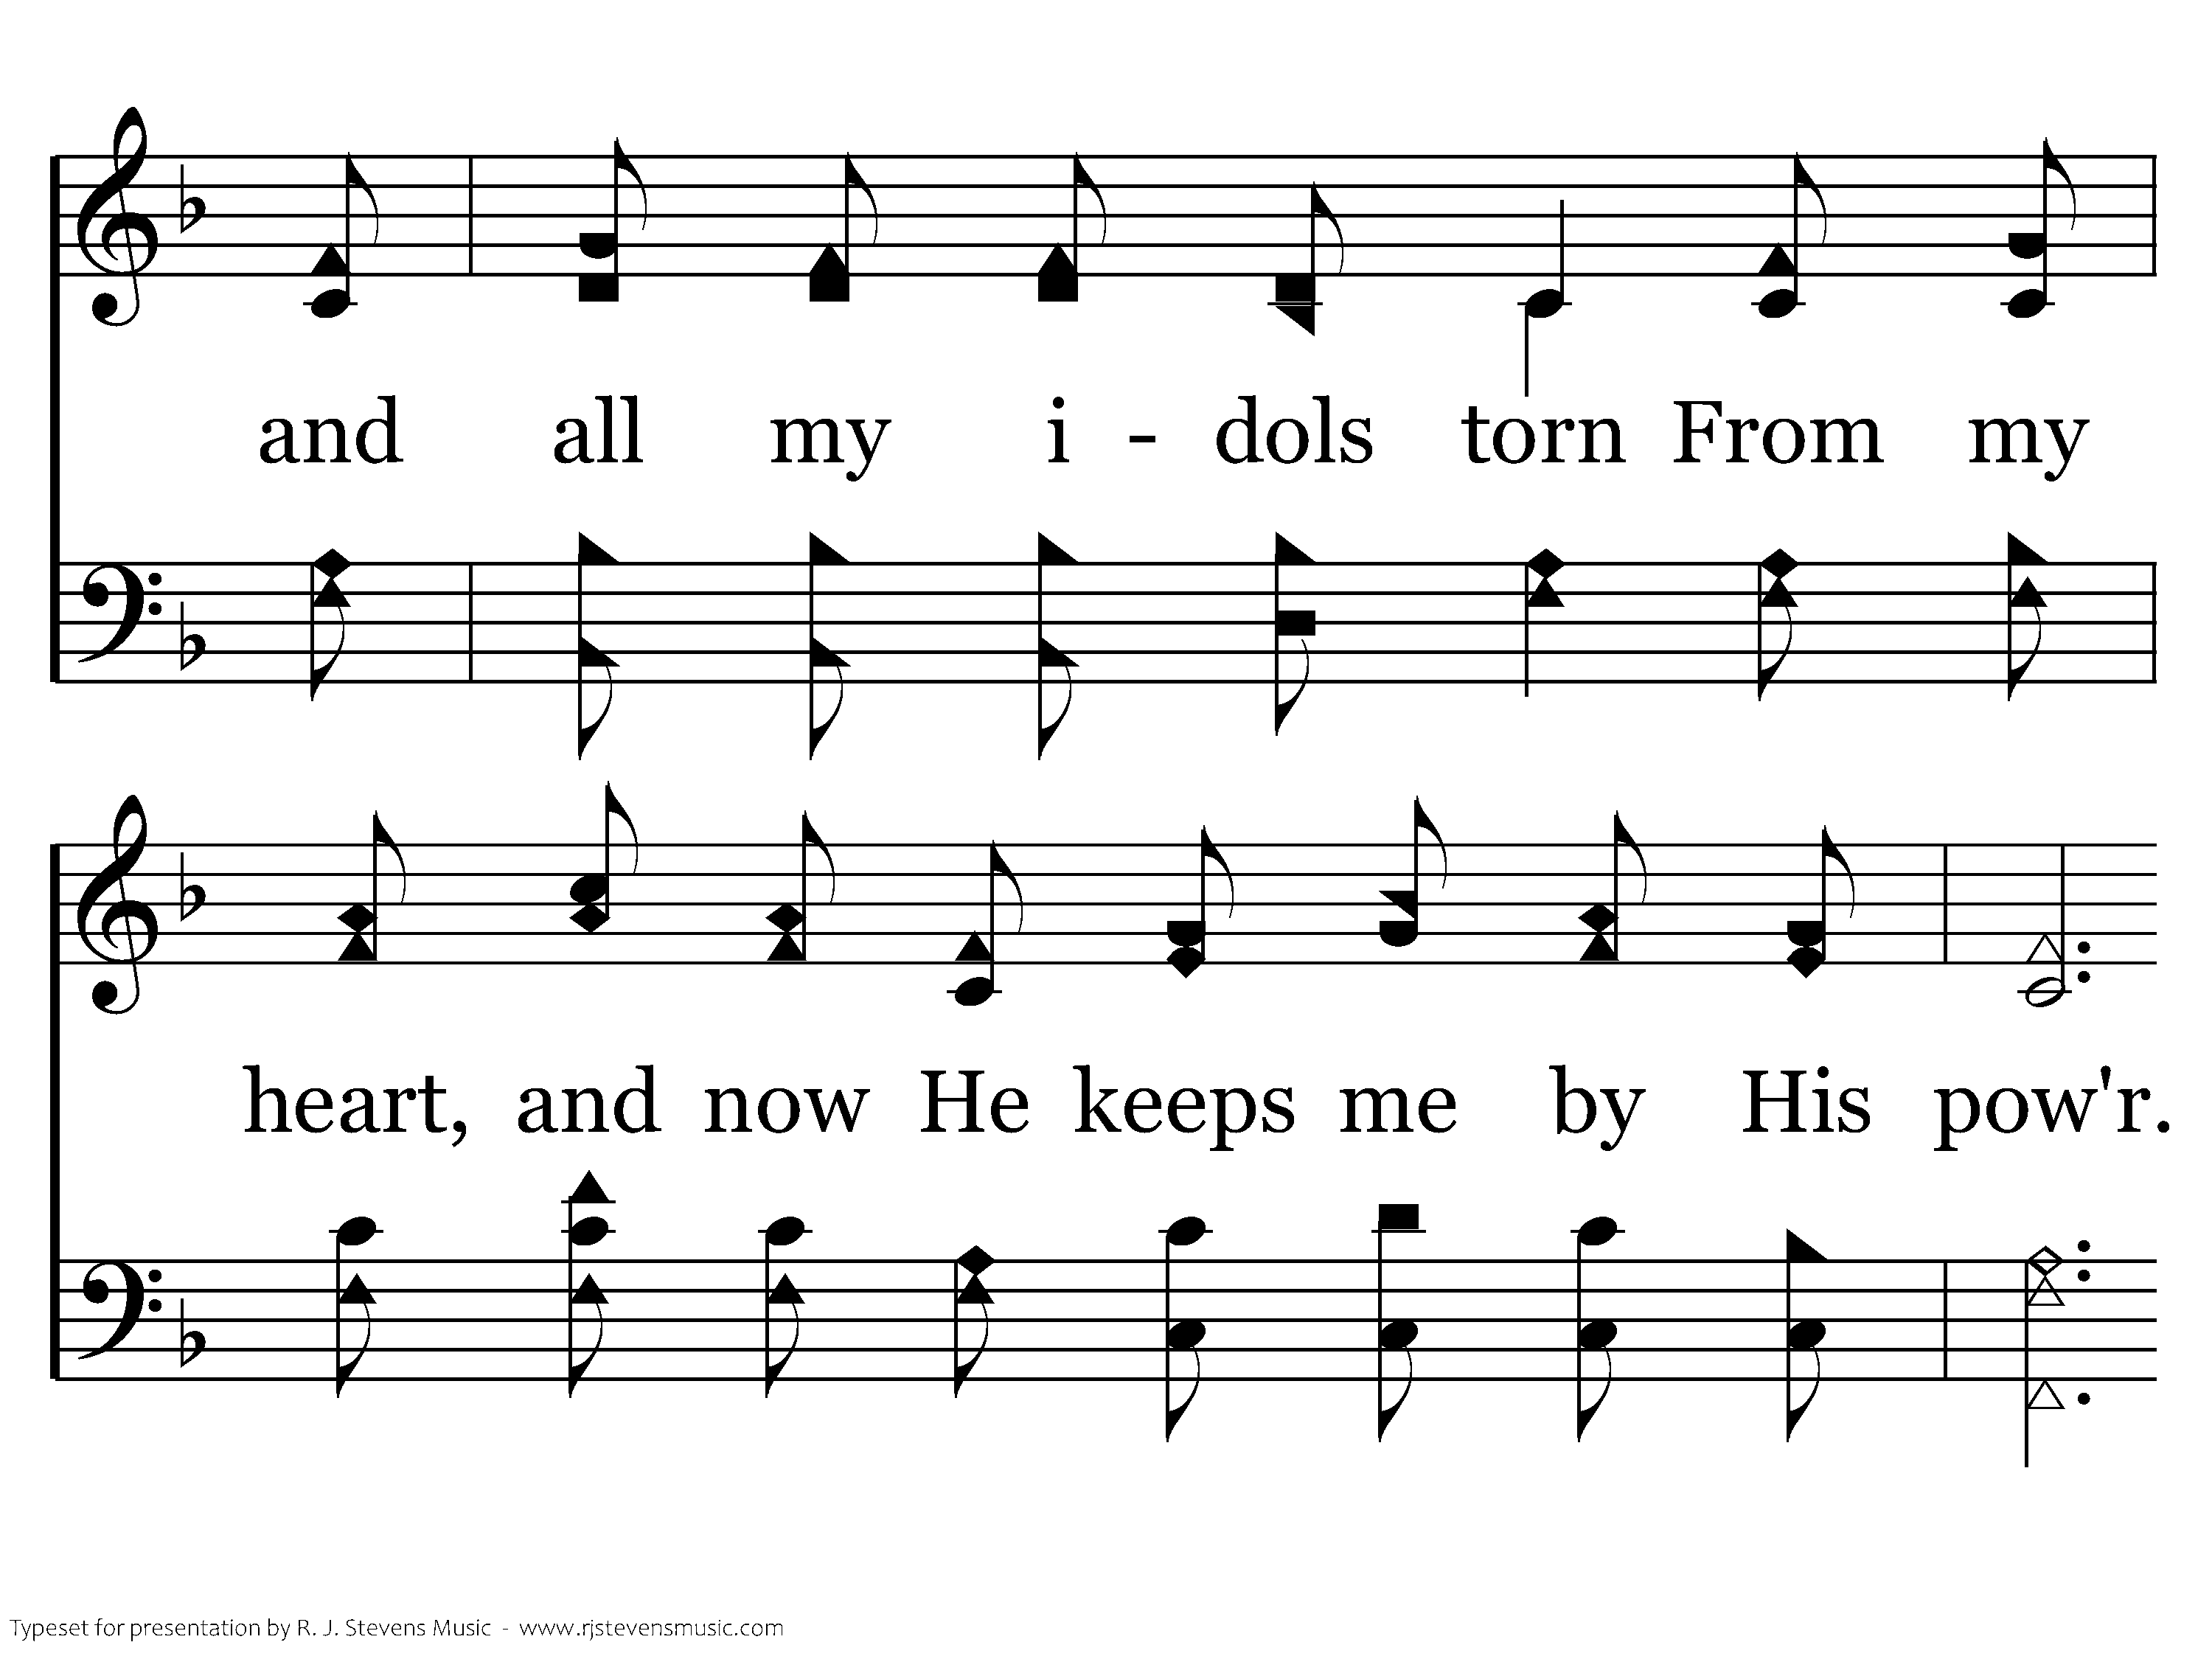 and all my i - dols torn From my
heart, and now He keeps me by His pow'r.
Typeset for presentation by R. J. Stevens Music - www.rjstevensmusic.com